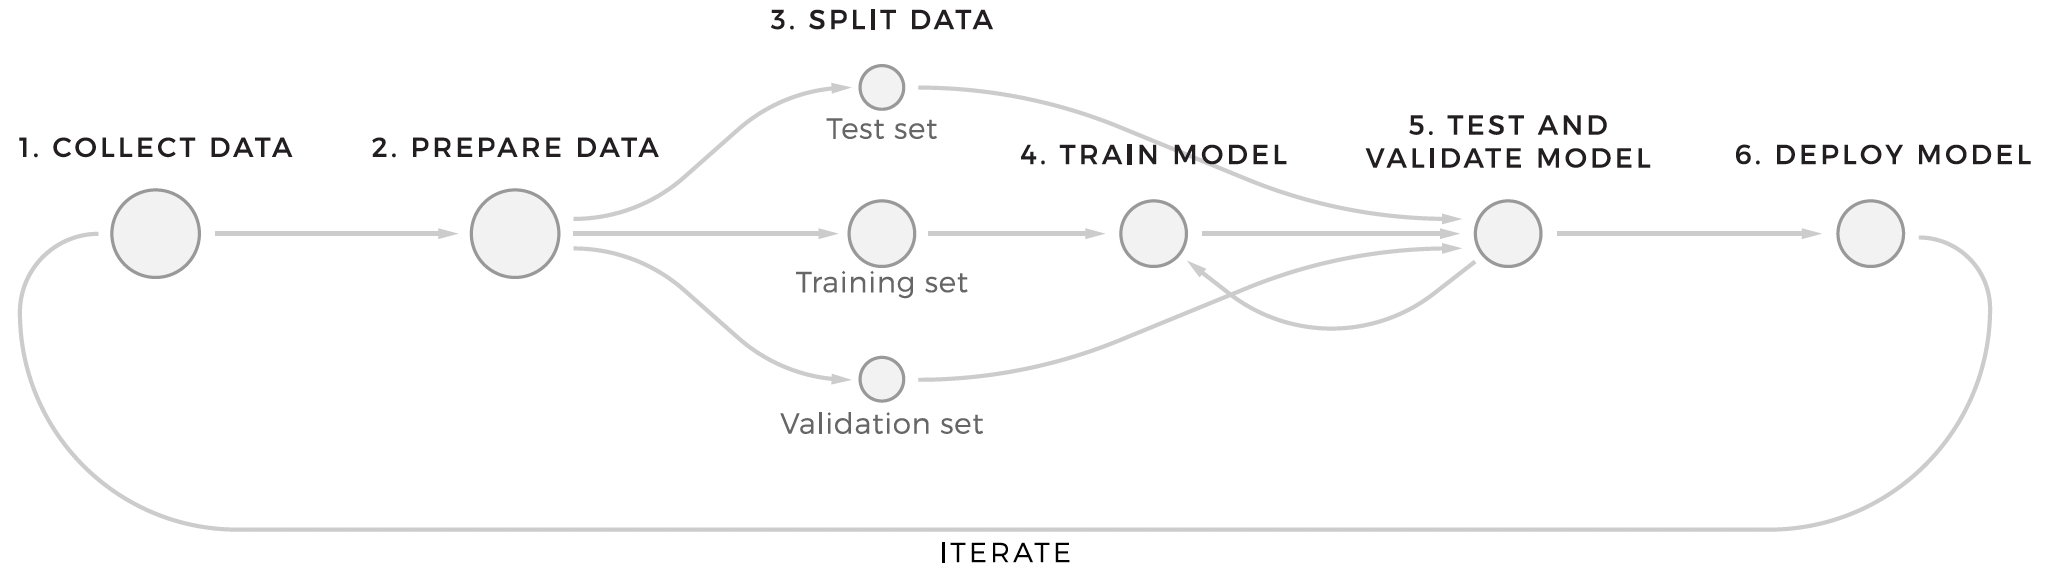 3. SPLIT DATA
Test set
1. COLLECT DATA
2. PREPARE DATA
4. TRAIN MODEL
5. TEST AND
VALIDATE MODEL
6. DEPLOY MODEL
Training set
Validation set
ITERATE